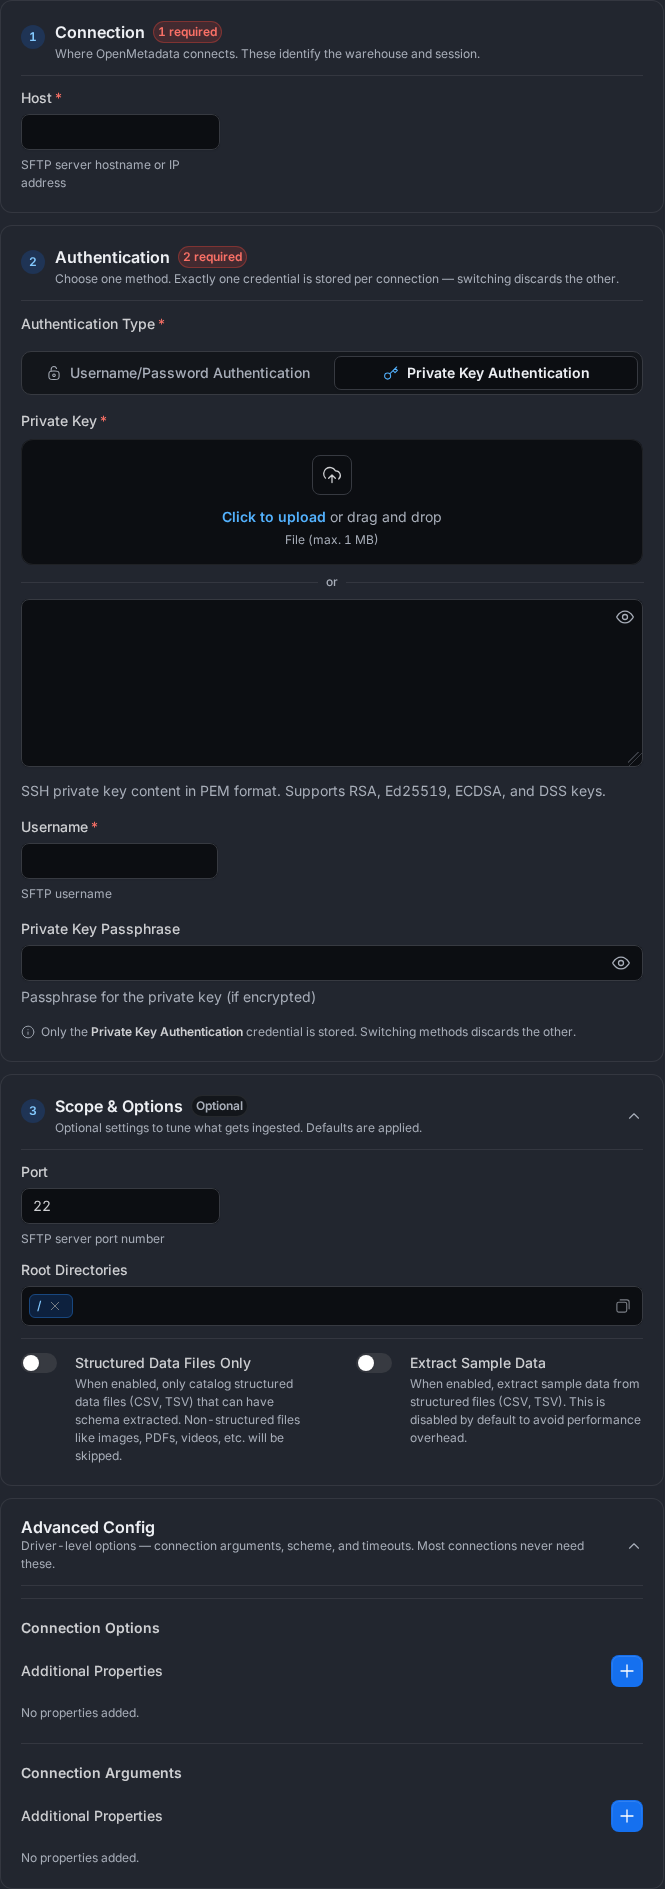 1
Connection
1 required
Where OpenMetadata connects. These identify the warehouse and session.
Host *
SFTP server hostname or IP
address
2
Authentication
2 required
Choose one method. Exactly one credential is stored per connection — switching discards the other.
Authentication Type *
Username/Password Authentication
Private Key Authentication
Private Key *
Click to upload or drag and drop
File (max. 1 MB)
or
SSH private key content in PEM format. Supports RSA, Ed25519, ECDSA, and DSS keys.
Username *
SFTP username
Private Key Passphrase
Passphrase for the private key (if encrypted)
Only the Private Key Authentication credential is stored. Switching methods discards the other.
3
Scope & Options
Optional
Optional settings to tune what gets ingested. Defaults are applied.
Port
22
SFTP server port number
Root Directories
/
Structured Data Files Only
When enabled, only catalog structured
data files (CSV, TSV) that can have
schema extracted. Non-structured files
like images, PDFs, videos, etc. will be
skipped.
Extract Sample Data
When enabled, extract sample data from
structured files (CSV, TSV). This is
disabled by default to avoid performance
overhead.
Advanced Config
Driver-level options — connection arguments, scheme, and timeouts. Most connections never need
these.
Connection Options
Additional Properties
No properties added.
Connection Arguments
Additional Properties
No properties added.